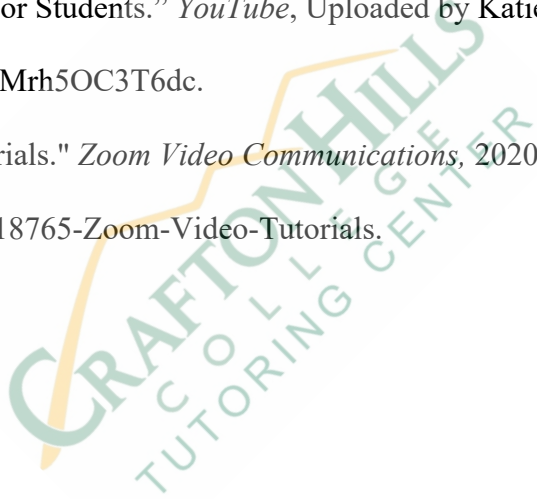 or Students.” YouTube, Uploaded by Katie
Mrh5OC3T6dc.
rials." Zoom Video Communications, 2020
18765-Zoom-Video-Tutorials.
CRAFTON HILLS
COLLEGE
TUTORING CENTER